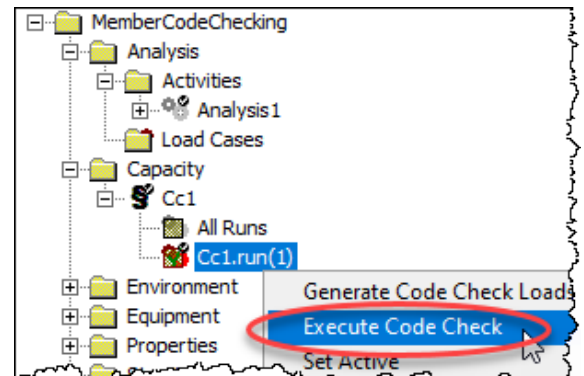 MemberCodeChecking
Analysis
Activities
Analysis1
Load Cases
Capacity
Cc1
All Runs
Cc1.run(1)
Environment
Generate Code Check Loads
Equipment
Execute Code Check
Properties
Set Active